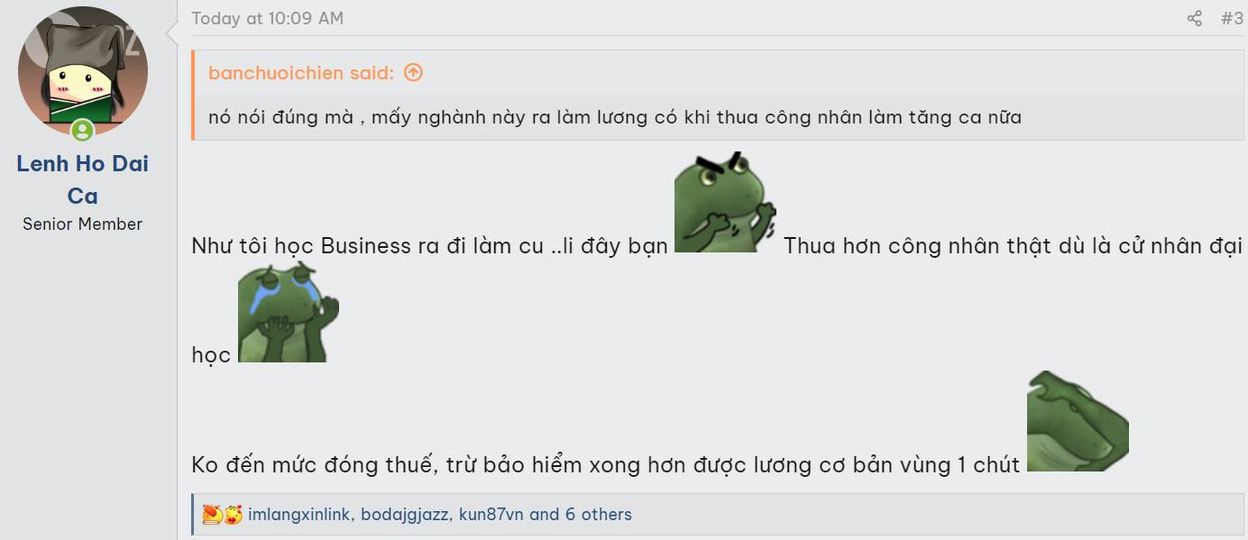 Today at 10:09 AM
#3
banchuoichien said:
nó nói đúng mà , mấy nghành này ra làm lương có khi thua công nhân làm tăng ca nữa
Lenh Ho Dai
Ca
Senior Member
Như tôi học Business ra đi làm cu ..li đây bạn Thua hơn công nhân thật dù là cử nhân đại
học
Ko đến mức đóng thuế, trừ bảo hiểm xong hơn được lương cơ bản vùng 1 chút
imlangxinlink, bodajgjazz, kun87vn and 6 others